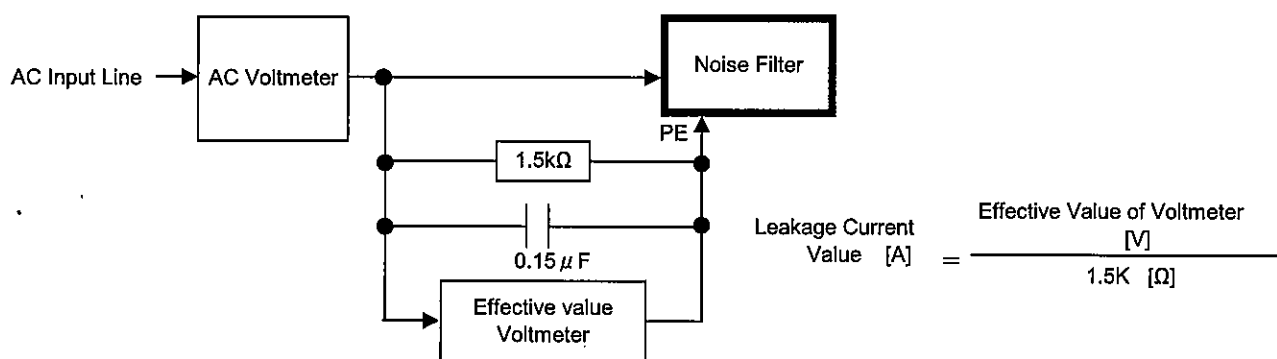 AC Input Line
AC Voltmeter
Noise Filter
PE
1.5kΩ
0.15μF
Effective value
Voltmeter
Leakage Current
Value [A]
=
Effective Value of Voltmeter
[V]
1.5K [Ω]